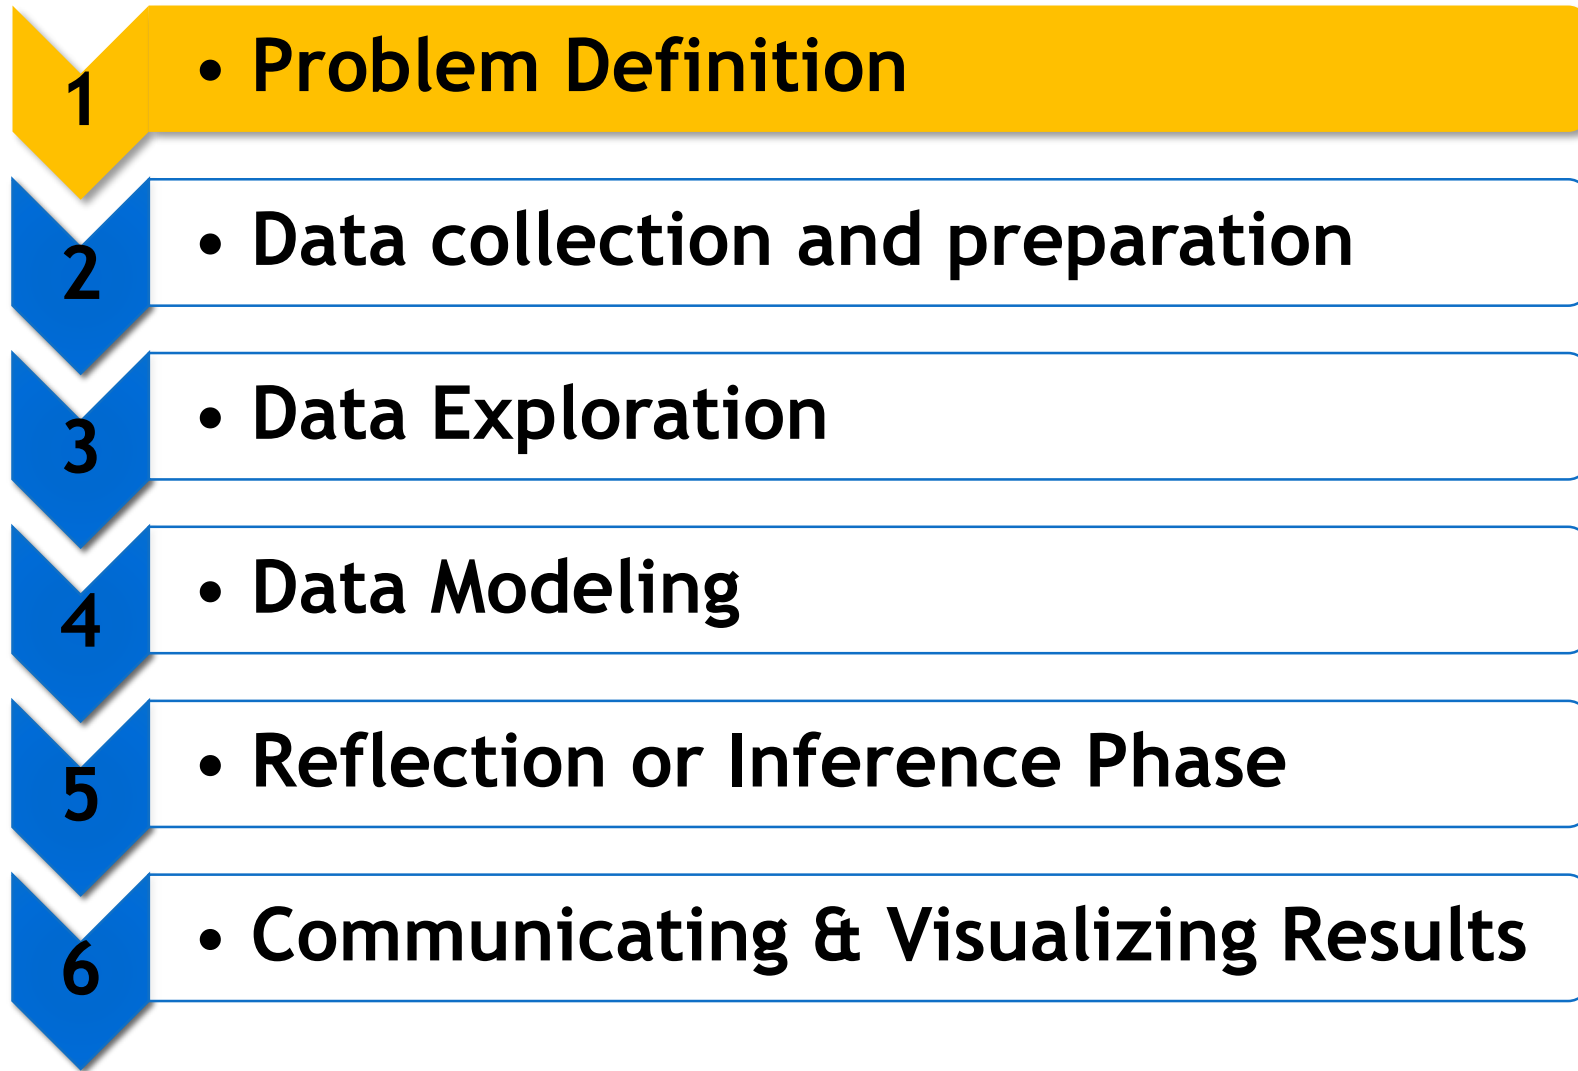 1 • Problem Definition
2 • Data collection and preparation
3 • Data Exploration
4 • Data Modeling
5 • Reflection or Inference Phase
6 • Communicating & Visualizing Results